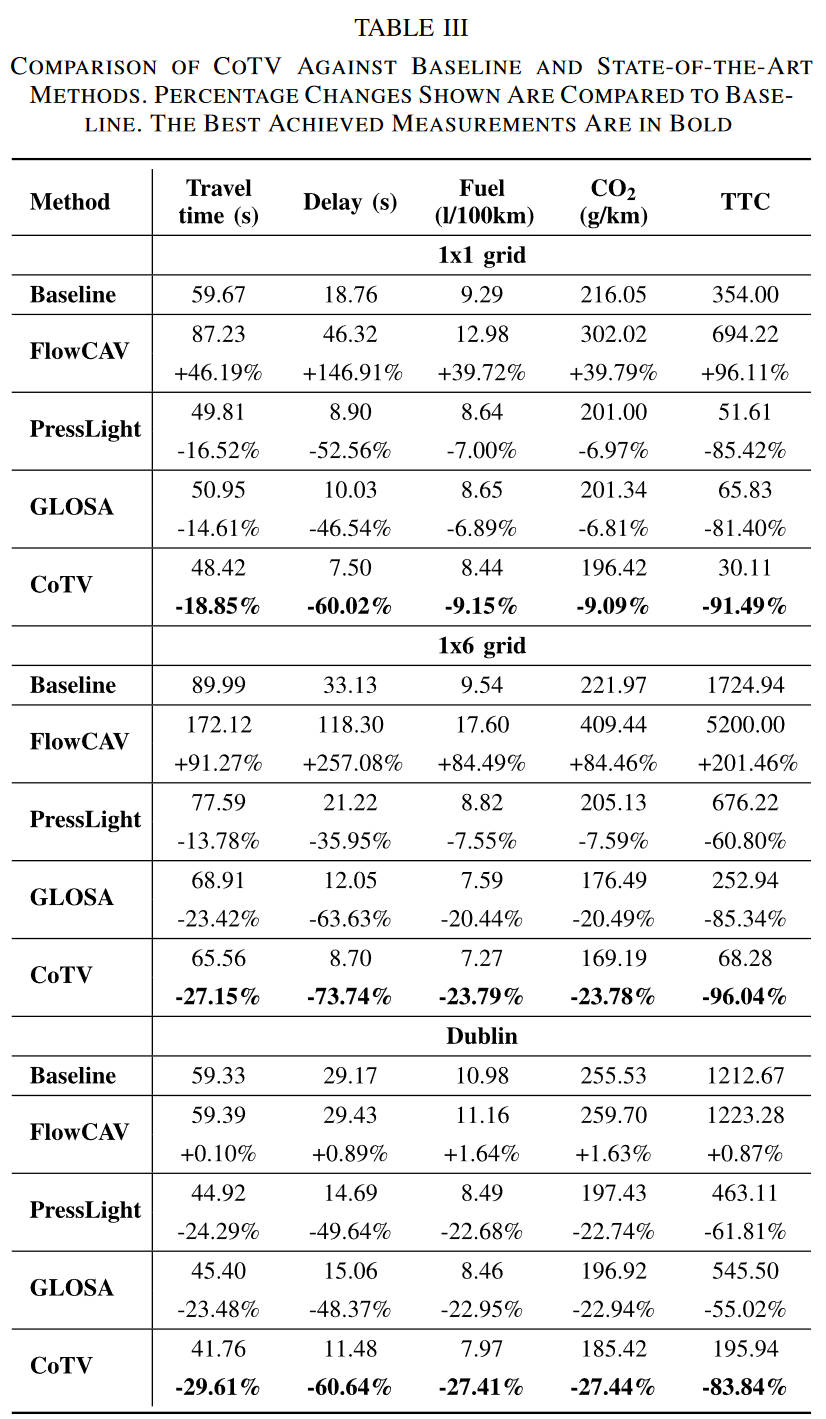 TABLE III
COMPARISON OF COTV AGAINST BASELINE AND STATE-OF-THE-ART
METHODS. PERCENTAGE CHANGES SHOWN ARE COMPARED TO BASE-
LINE. THE BEST ACHIEVED MEASUREMENTS ARE IN BOLD
Method Travel time (s) Delay (s) Fuel (l/100km) CO2 (g/km) TTC
1x1 grid
Baseline 59.67 18.76 9.29 216.05 354.00
FlowCAV 87.23 46.32 12.98 302.02 694.22
+46.19% +146.91% +39.72% +39.79% +96.11%
PressLight 49.81 8.90 8.64 201.00 51.61
-16.52% -52.56% -7.00% -6.97% -85.42%
GLOSA 50.95 10.03 8.65 201.34 65.83
-14.61% -46.54% -6.89% -6.81% -81.40%
CoTV 48.42 7.50 8.44 196.42 30.11
-18.85% -60.02% -9.15% -9.09% -91.49%
1x6 grid
Baseline 89.99 33.13 9.54 221.97 1724.94
FlowCAV 172.12 118.30 17.60 409.44 5200.00
+91.27% +257.08% +84.49% +84.46% +201.46%
PressLight 77.59 21.22 8.82 205.13 676.22
-13.78% -35.95% -7.55% -7.59% -60.80%
GLOSA 68.91 12.05 7.59 176.49 252.94
-23.42% -63.63% -20.44% -20.49% -85.34%
CoTV 65.56 8.70 7.27 169.19 68.28
-27.15% -73.74% -23.79% -23.78% -96.04%
Dublin
Baseline 59.33 29.17 10.98 255.53 1212.67
FlowCAV 59.39 29.43 11.16 259.70 1223.28
+0.10% +0.89% +1.64% +1.63% +0.87%
PressLight 44.92 14.69 8.49 197.43 463.11
-24.29% -49.64% -22.68% -22.74% -61.81%
GLOSA 45.40 15.06 8.46 196.92 545.50
-23.48% -48.37% -22.95% -22.94% -55.02%
CoTV 41.76 11.48 7.97 185.42 195.94
-29.61% -60.64% -27.41% -27.44% -83.84%